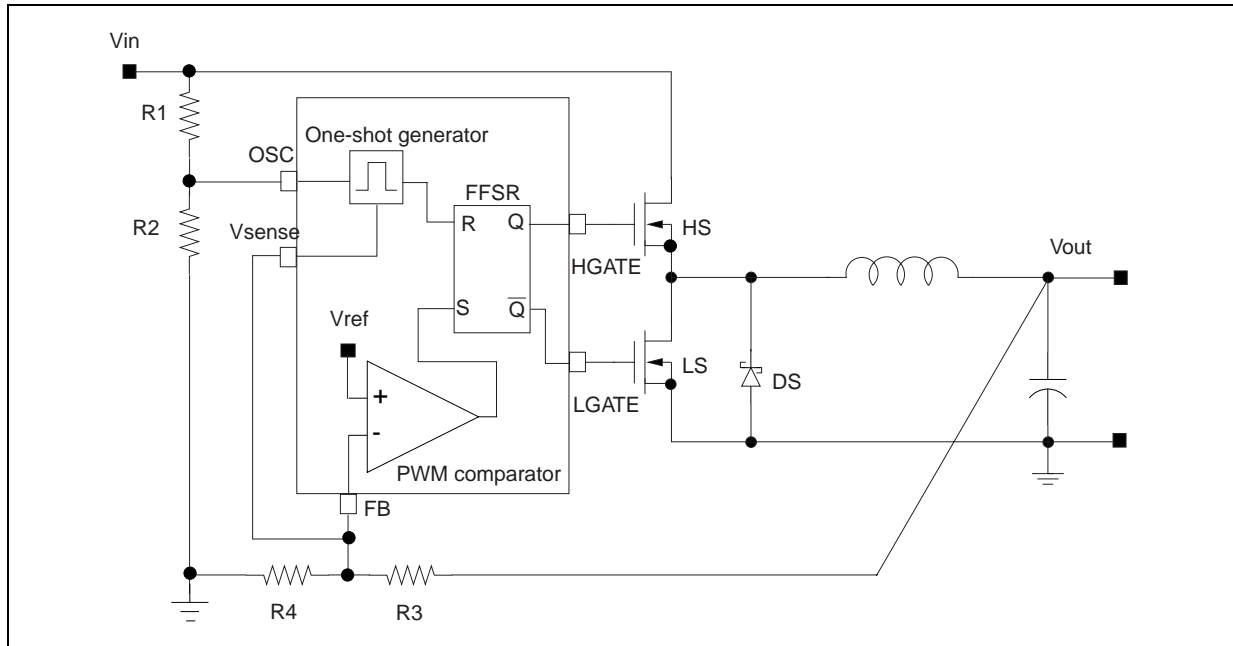 Vin
R1
One-shot generator
OSC
FFSR
R Q
HS
R2
Vsense
Vout
HGATE
S Q̅
Vref
LS
DS
+
LGATE
-
PWM comparator
FB
R4 R3